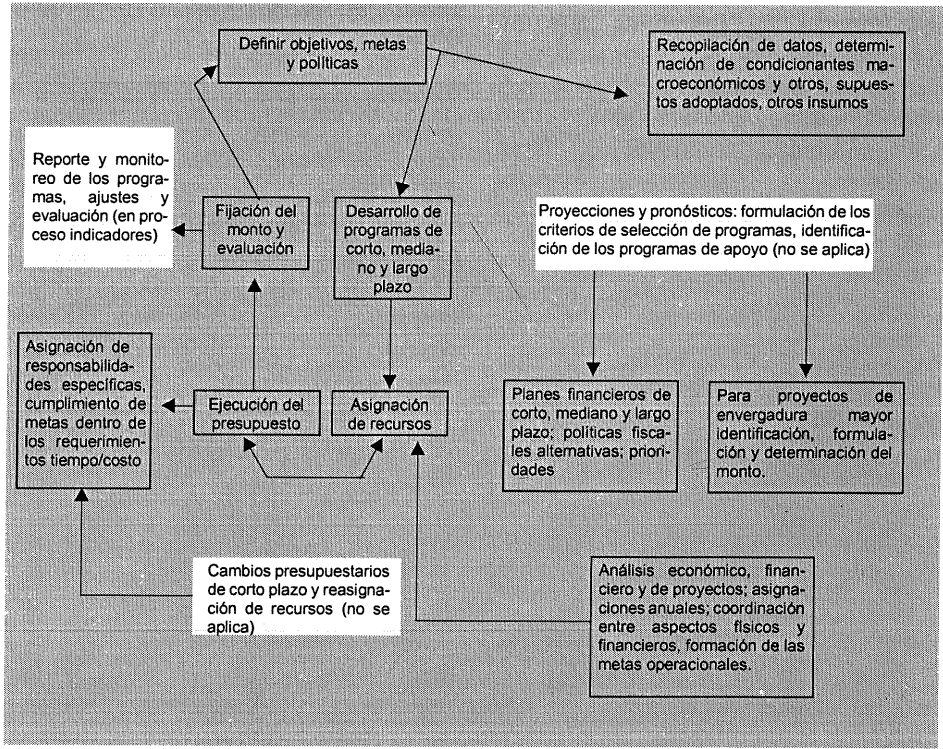 Definir objetivos, metas
y políticas
Recopilación de datos, determi-
nación de condicionantes ma-
croeconómicos y otros, supues-
tos adoptados, otros insumos
Reporte y monito-
reo de los progra-
mas, ajustes y
evaluación (en pro-
ceso indicadores)
Fijación del
monto y
evaluación
Desarrollo de
programas de
corto, media-
no y largo
plazo
Proyecciones y pronósticos: formulación de los
criterios de selección de programas, identifica-
ción de los programas de apoyo (no se aplica)
Asignación de
responsabilida-
des específicas,
cumplimiento de
metas dentro de
los requerimien-
tos tiempo/costo
Ejecución del
presupuesto
Asignación
de recursos
Planes financieros de
corto, mediano y largo
plazo; políticas fisca-
les alternativas; priori-
dades
Para proyectos de
envergadura mayor
identificación, formula-
ción y determinación del
monto.
Cambios presupuestarios
de corto plazo y reasig-
nación de recursos (no se
aplica)
Análisis económico, finan-
ciero y de proyectos; asigna-
ciones anuales; coordinación
entre aspectos físicos y
financieros, formación de las
metas operacionales.